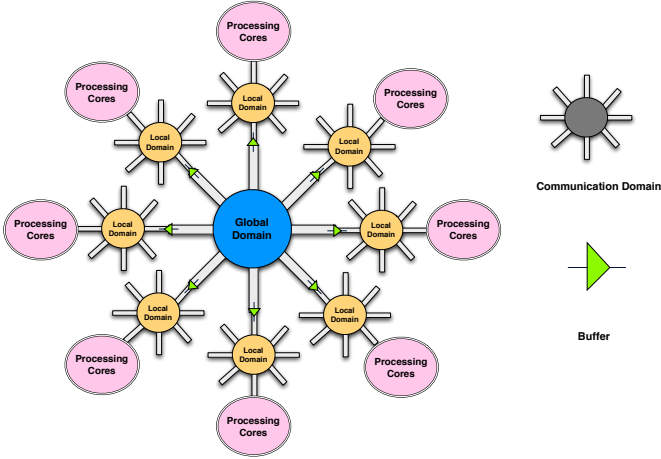 Processing
Cores
Local
Domain
Processing
Cores
Local
Domain
Processing
Cores
Local
Domain
Processing
Cores
Local
Domain
Global
Domain
Local
Domain
Processing
Cores
Local
Domain
Processing
Cores
Local
Domain
Processing
Cores
Local
Domain
Processing
Cores
Communication Domain
Buffer